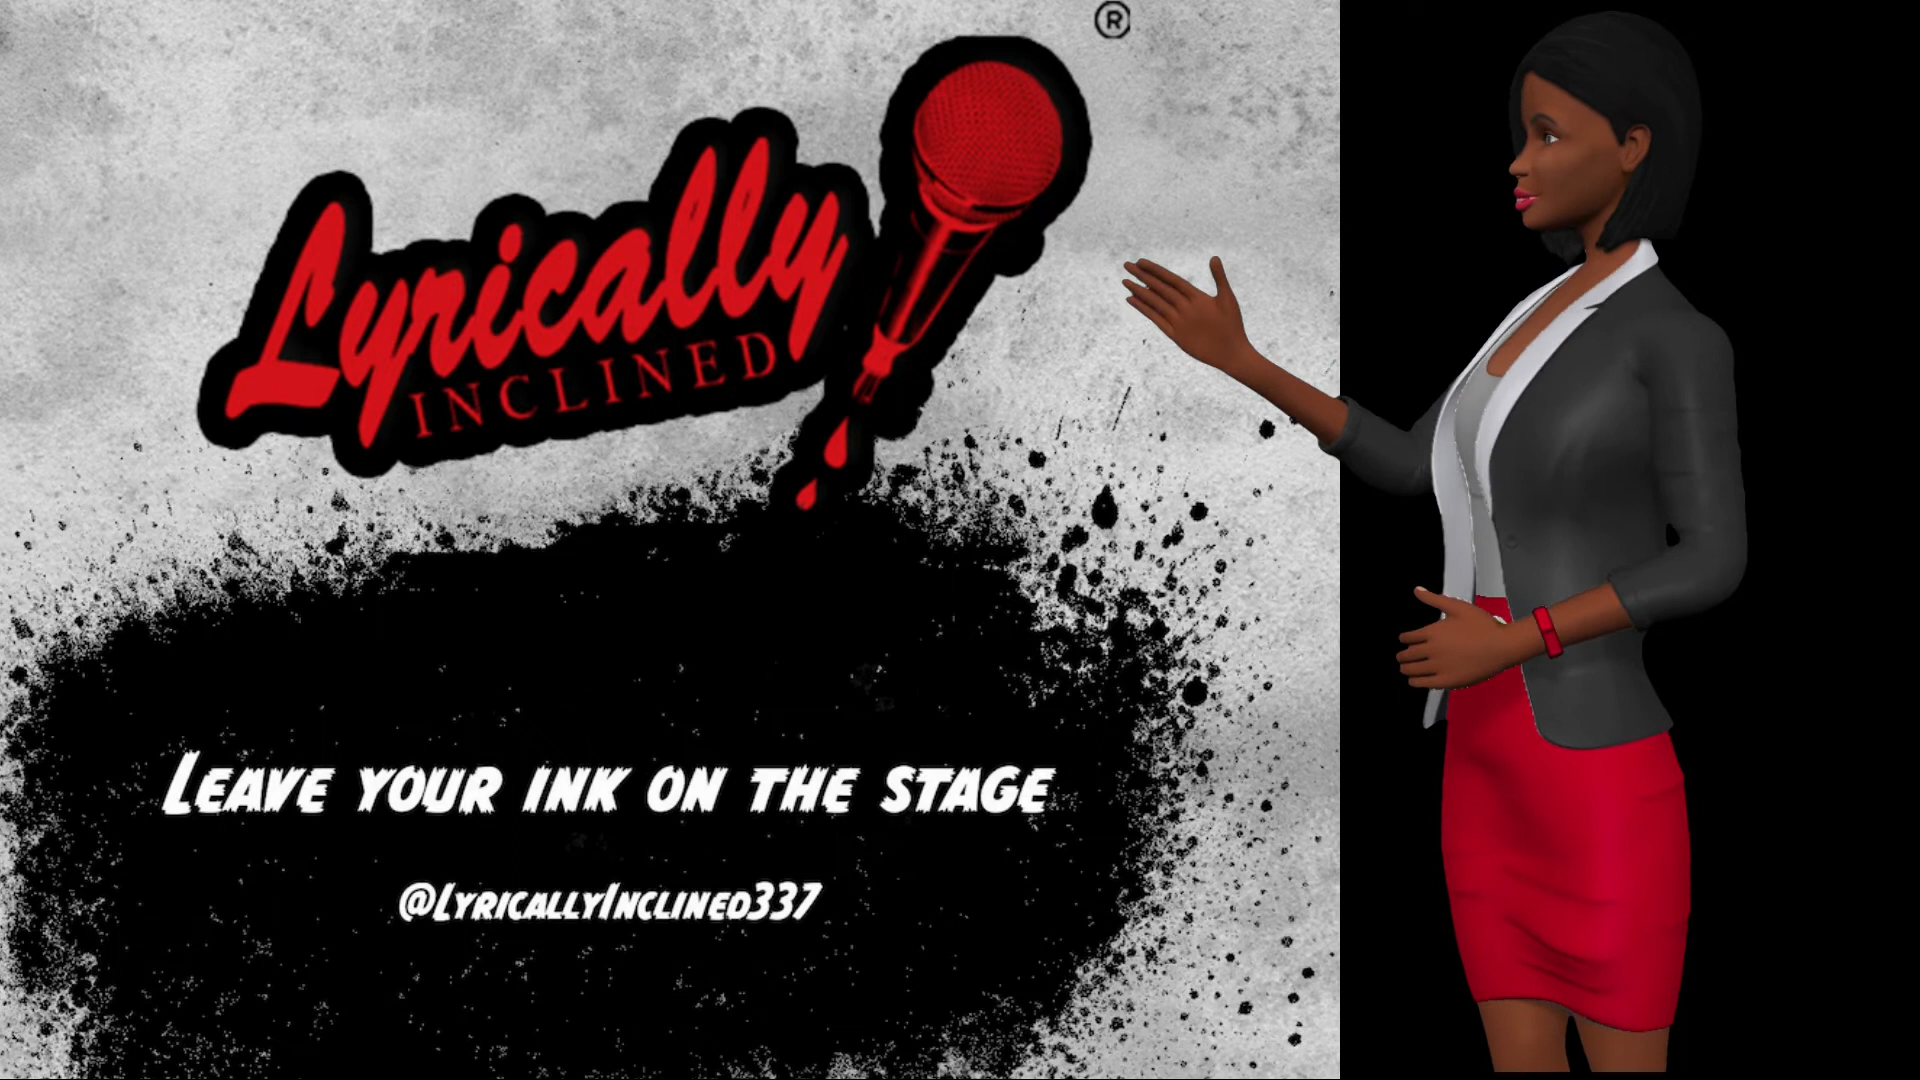 ®
Lyrically
INCLINED
LEAVE YOUR INK ON THE STAGE
@LYRICALLYINCLINED337